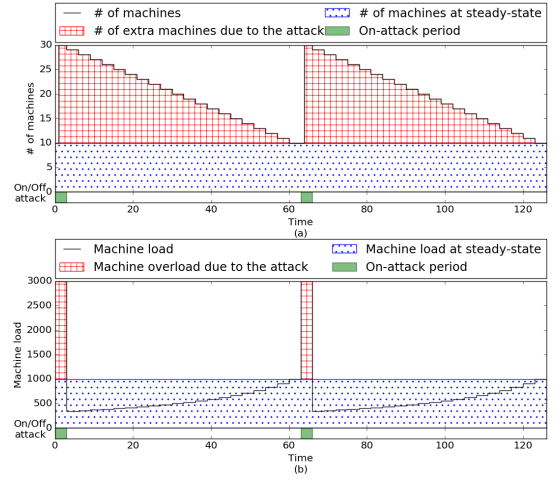 # of machines
# of machines at steady-state
# of extra machines due to the attack
On-attack period
30
25
20
15
10
5
0
# of machines
On/Off
attack
0 20 40 60 80 100 120
Time
(a)
Machine load
Machine load at steady-state
Machine overload due to the attack
On-attack period
3000
2500
2000
1500
1000
500
0
Machine load
On/Off
attack
0 20 40 60 80 100 120
Time
(b)